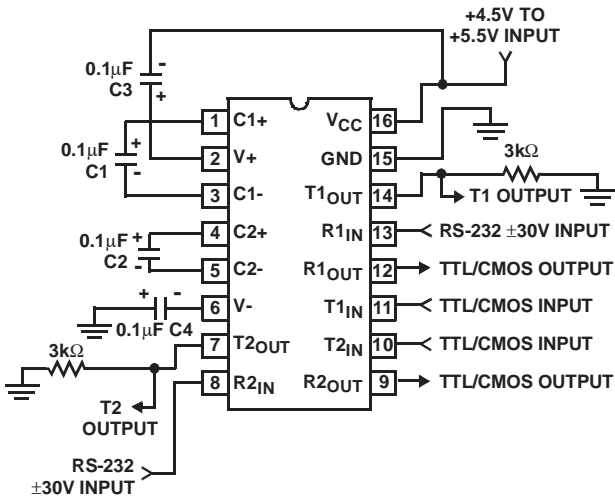 +4.5V TO
+5.5V INPUT
0.1μF
C3
-
+
1 C1+
VCC 16
0.1μF
C1
+
-
2 V+
GND 15
3kΩ
3 C1-
T1OUT 14
T1 OUTPUT
0.1μF
C2
+
-
4 C2+
R1IN 13
RS-232 ±30V INPUT
5 C2-
R1OUT 12
TTL/CMOS OUTPUT
+ -
0.1μF C4
6 V-
T1IN 11
TTL/CMOS INPUT
3kΩ
7 T2OUT
T2IN 10
TTL/CMOS INPUT
8 R2IN
R2OUT 9
TTL/CMOS OUTPUT
T2
OUTPUT
RS-232
±30V INPUT